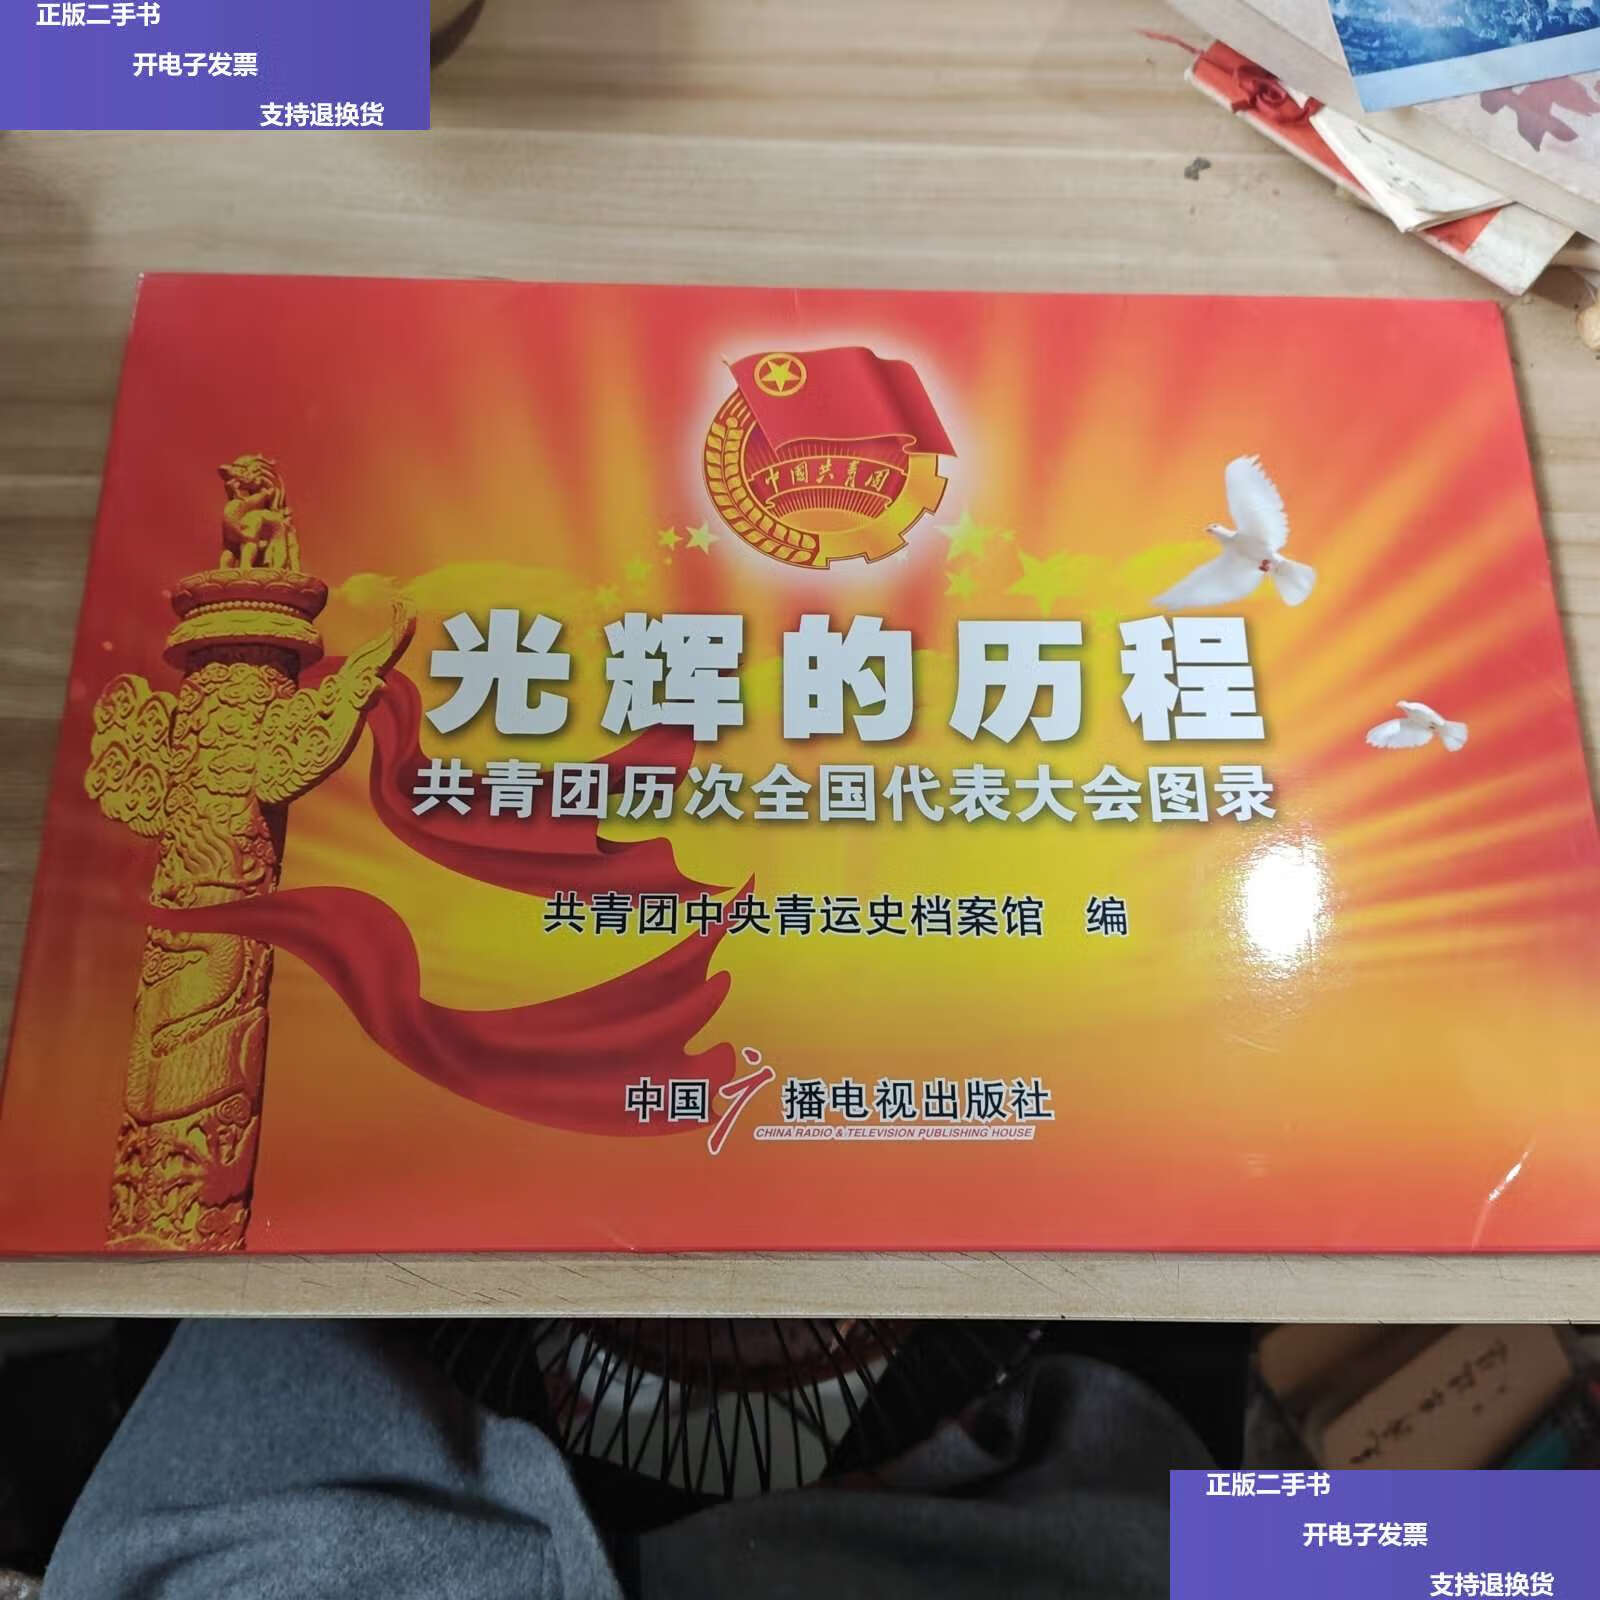 正版二手书
开电子发票
支持退换货
中國共青团
光辉的历程
共青团历次全国代表大会图录
共青团中央青运史档案馆 编
中国广播电视出版社
CHINA RADIO & TELEVISION PUBLISHING HOUSE
正版二手书
开电子发票
支持退换货